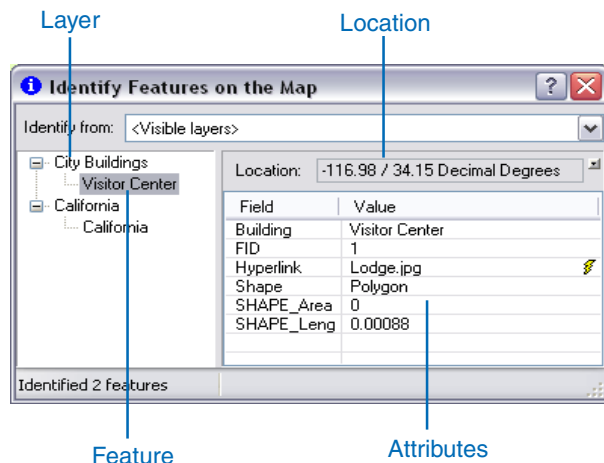 Layer
Location
Identify Features on the Map
Identify from: <Visible layers>
City Buildings
Visitor Center
California
California
Location: -116.98 / 34.15 Decimal Degrees
Field Value
Building Visitor Center
FID 1
Hyperlink Lodge.jpg
Shape Polygon
SHAPE_Area 0
SHAPE_Leng 0.00088
Identified 2 features
Feature
Attributes